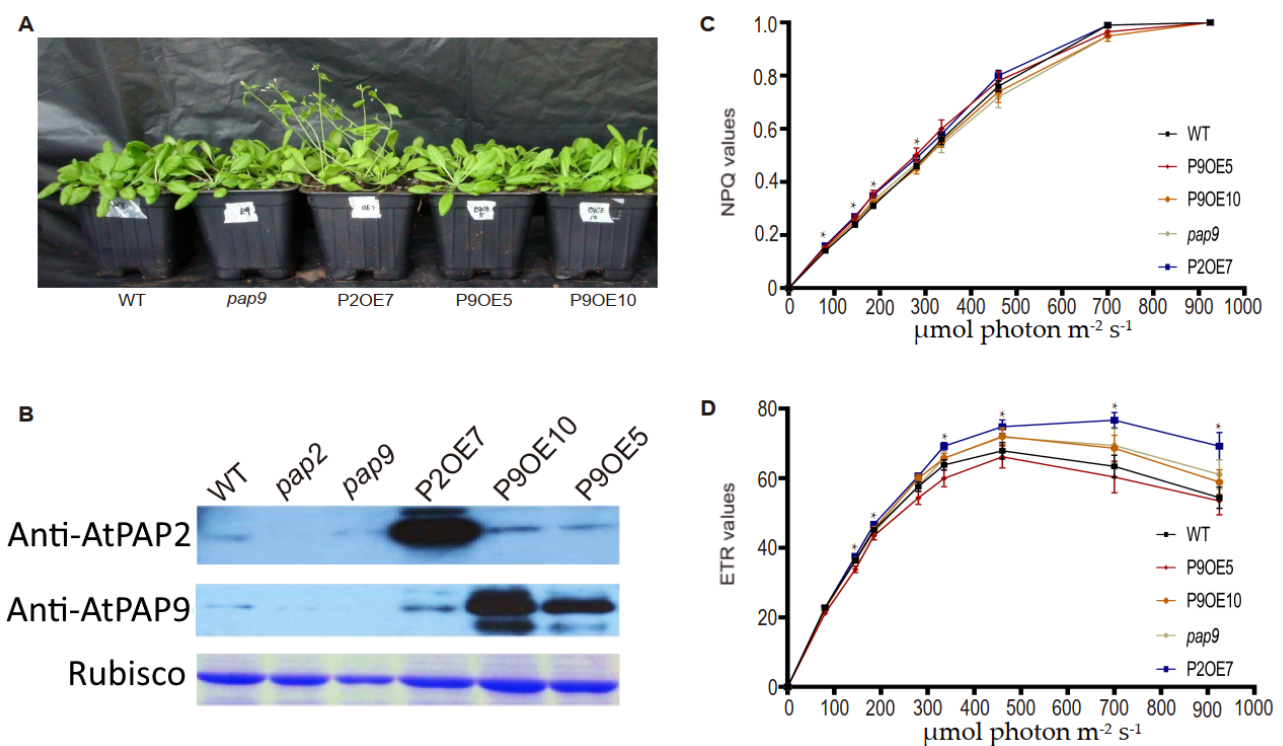 A
WT
pap9
P2OE7
P9OE5
P9OE10
B
WT
pap2
pap9
P2OE7
P9OE10
P9OE5
Anti-AtPAP2
Anti-AtPAP9
Rubisco
C
NPQ values
1.0
0.8
0.6
0.4
0.2
0
0 100 200 300 400 500 600 700 800 900 1000
µmol photon m-2 s-1
* * * *
WT
P9OE5
P9OE10
pap9
P2OE7
D
ETR values
80
60
40
20
0
0 100 200 300 400 500 600 700 800 900 1000
µmol photon m-2 s-1
* * * * * *
WT
P9OE5
P9OE10
pap9
P2OE7